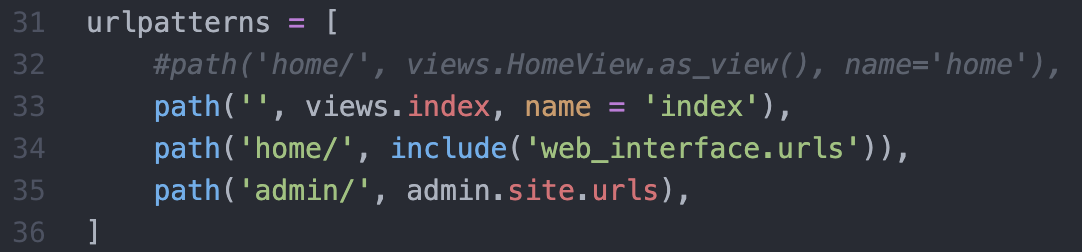 31 urlpatterns = [
32     #path('home/', views.HomeView.as_view(), name='home'),
33     path('', views.index, name = 'index'),
34     path('home/', include('web_interface.urls')),
35     path('admin/', admin.site.urls),
36 ]